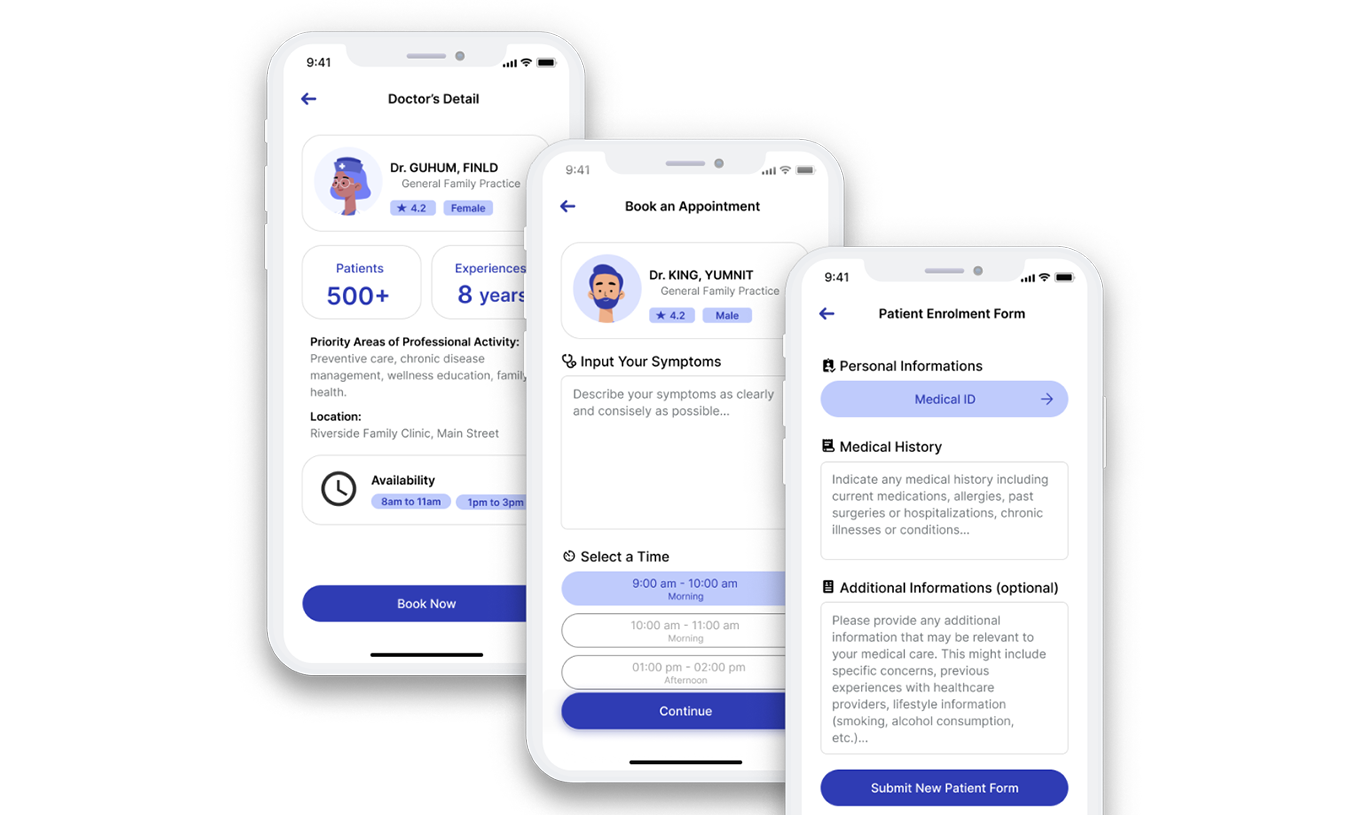 9:41
Doctor's Detail
Dr. GUHUM, FINLD
General Family Practice
★ 4.2 Female
Patients
500+
Experiences
8 years
Priority Areas of Professional Activity:
Preventive care, chronic disease
management, wellness education, family
health.
Location:
Riverside Family Clinic, Main Street
Availability
8am to 11am 1pm to 3pm
Book Now
9:41
Book an Appointment
Dr. KING, YUMNIT
General Family Practice
★ 4.2 Male
Input Your Symptoms
Describe your symptoms as clearly
and consisely as possible...
Select a Time
9:00 am - 10:00 am
Morning
10:00 am - 11:00 am
Morning
01:00 pm - 02:00 pm
Afternoon
Continue
9:41
Patient Enrolment Form
Personal Informations
Medical ID
Medical History
Indicate any medical history including
current medications, allergies, past
surgeries or hospitalizations, chronic
illnesses or conditions...
Additional Informations (optional)
Please provide any additional
information that may be relevant to
your medical care. This might include
specific concerns, previous
experiences with healthcare
providers, lifestyle information
(smoking, alcohol consumption,
etc.)...
Submit New Patient Form